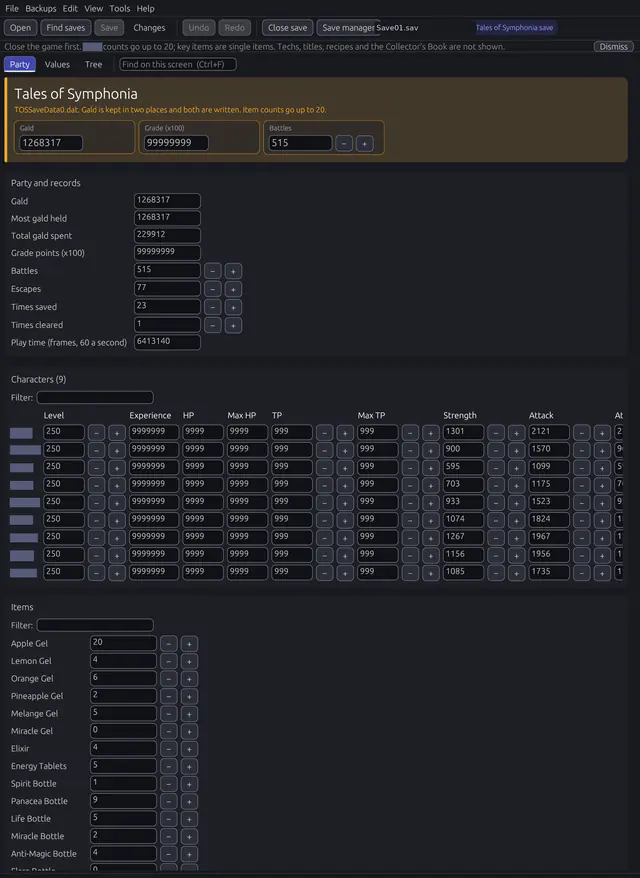 File Backups Edit View Tools Help
Open Find saves Save Changes Undo Redo Close save Save manager Save01.sav Tales of Symphonia save
Close the game first. counts go up to 20; key items are single items. Techs, titles, recipes and the Collector's Book are not shown. Dismiss
Party Values Tree Find on this screen (Ctrl+F)
Tales of Symphonia
TOSSaveData0.dat. Gald is kept in two places and both are written. Item counts go up to 20.
Gald Grade (x100) Battles
1268317 99999999 515 − +
Party and records
Gald 1268317
Most gald held 1268317
Total gald spent 229912
Grade points (x100) 99999999
Battles 515 − +
Escapes 77 − +
Times saved 23 − +
Times cleared 1 − +
Play time (frames, 60 a second) 6413140
Characters (9)
Filter:
Level Experience HP Max HP TP Max TP Strength Attack At
250 − + 9999999 9999 9999 999 − + 999 − + 1301 − + 2121 − + 2
250 − + 9999999 9999 9999 999 − + 999 − + 900 − + 1570 − + 9
250 − + 9999999 9999 9999 999 − + 999 − + 595 − + 1099 − + 5
250 − + 9999999 9999 9999 999 − + 999 − + 703 − + 1175 − + 7
250 − + 9999999 9999 9999 999 − + 999 − + 933 − + 1523 − + 9
250 − + 9999999 9999 9999 999 − + 999 − + 1074 − + 1824 − + 1
250 − + 9999999 9999 9999 999 − + 999 − + 1267 − + 1967 − + 1
250 − + 9999999 9999 9999 999 − + 999 − + 1156 − + 1956 − + 1
250 − + 9999999 9999 9999 999 − + 999 − + 1085 − + 1735 − + 1
Items
Filter:
Apple Gel 20 − +
Lemon Gel 4 − +
Orange Gel 6 − +
Pineapple Gel 2 − +
Melange Gel 5 − +
Miracle Gel 0 − +
Elixir 4 − +
Energy Tablets 5 − +
Spirit Bottle 1 − +
Panacea Bottle 9 − +
Life Bottle 5 − +
Miracle Bottle 2 − +
Anti-Magic Bottle 4 − +